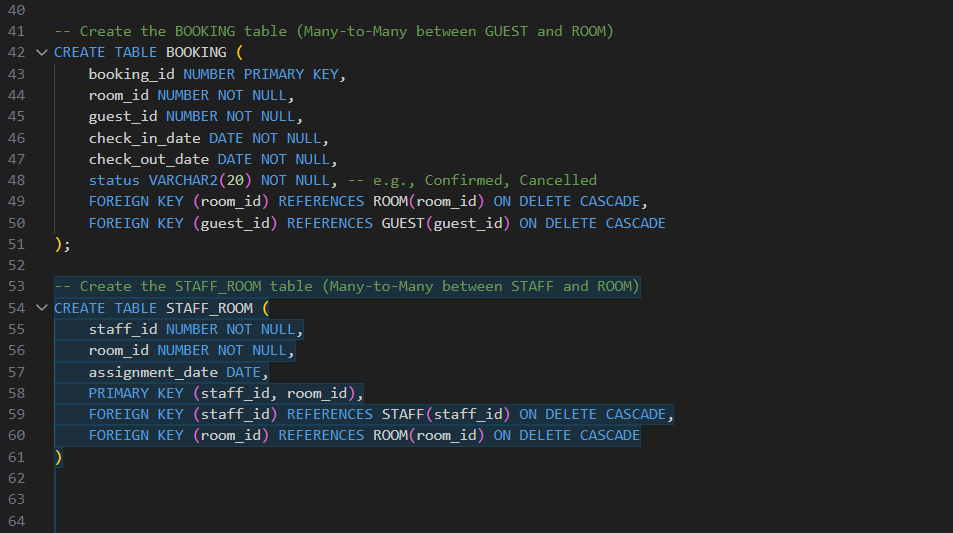 40
41 -- Create the BOOKING table (Many-to-Many between GUEST and ROOM)
42 CREATE TABLE BOOKING (
43     booking_id NUMBER PRIMARY KEY,
44     room_id NUMBER NOT NULL,
45     guest_id NUMBER NOT NULL,
46     check_in_date DATE NOT NULL,
47     check_out_date DATE NOT NULL,
48     status VARCHAR2(20) NOT NULL, -- e.g., Confirmed, Cancelled
49     FOREIGN KEY (room_id) REFERENCES ROOM(room_id) ON DELETE CASCADE,
50     FOREIGN KEY (guest_id) REFERENCES GUEST(guest_id) ON DELETE CASCADE
51 );
52
53 -- Create the STAFF_ROOM table (Many-to-Many between STAFF and ROOM)
54 CREATE TABLE STAFF_ROOM (
55     staff_id NUMBER NOT NULL,
56     room_id NUMBER NOT NULL,
57     assignment_date DATE,
58     PRIMARY KEY (staff_id, room_id),
59     FOREIGN KEY (staff_id) REFERENCES STAFF(staff_id) ON DELETE CASCADE,
60     FOREIGN KEY (room_id) REFERENCES ROOM(room_id) ON DELETE CASCADE
61 )
62
63
64